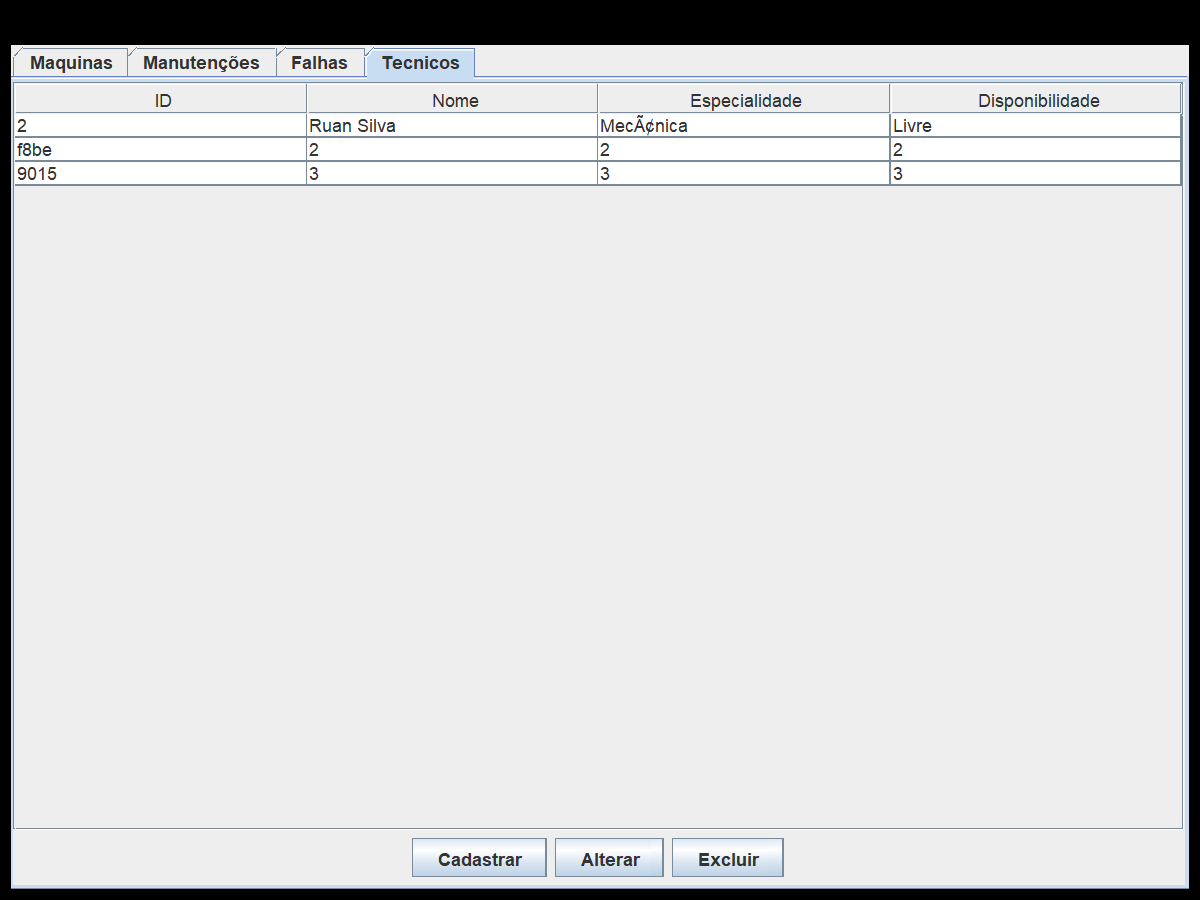 Maquinas Manutenções Falhas Tecnicos
ID Nome Especialidade Disponibilidade
2 Ruan Silva MecÃ¢nica Livre
f8be 2 2 2
9015 3 3 3
Cadastrar Alterar Excluir